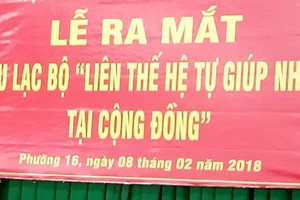 LỄ RA MẮT
LẠC BỘ “LIÊN THẾ HỆ TỰ GIÚP
TẠI CỘNG ĐỒNG”
Phường 16, ngày 08 tháng 02 năm 2018